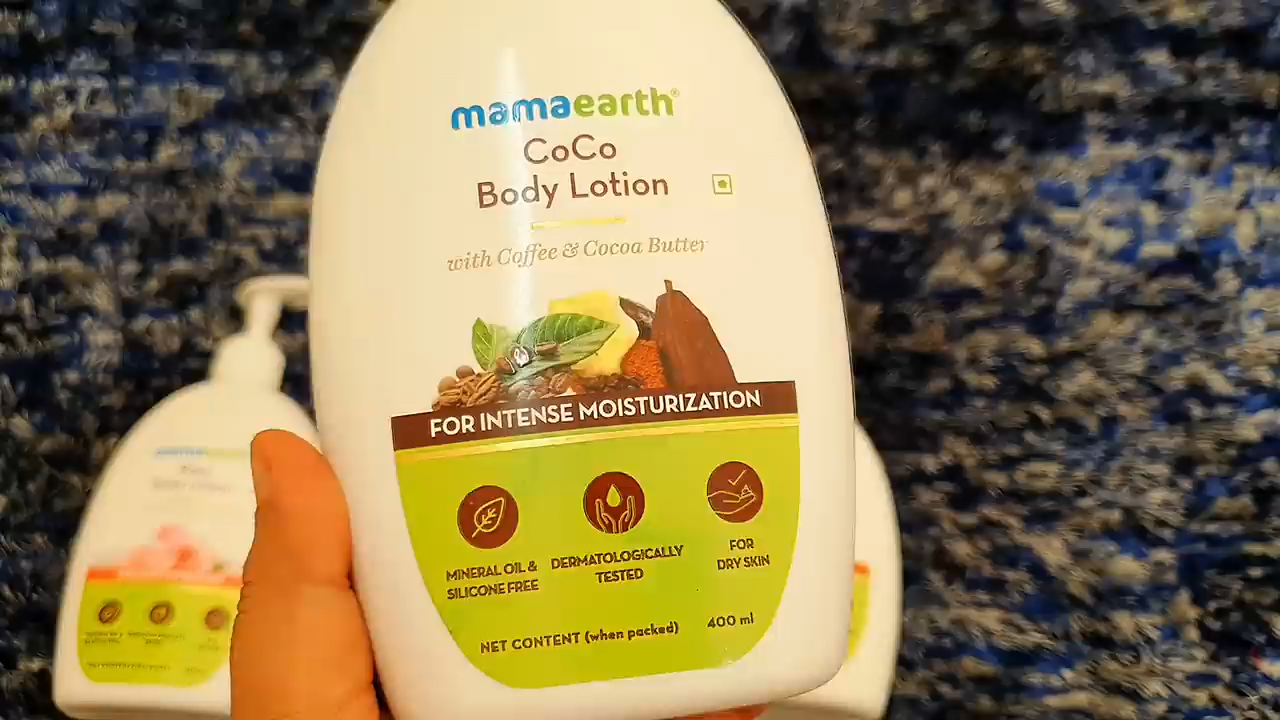 mamaearth®
CoCo
Body Lotion
with Coffee & Cocoa Butter
FOR INTENSE MOISTURIZATION
MINERAL OIL &
SILICONE FREE
DERMATOLOGICALLY
TESTED
FOR
DRY SKIN
NET CONTENT (when packed) 400 ml